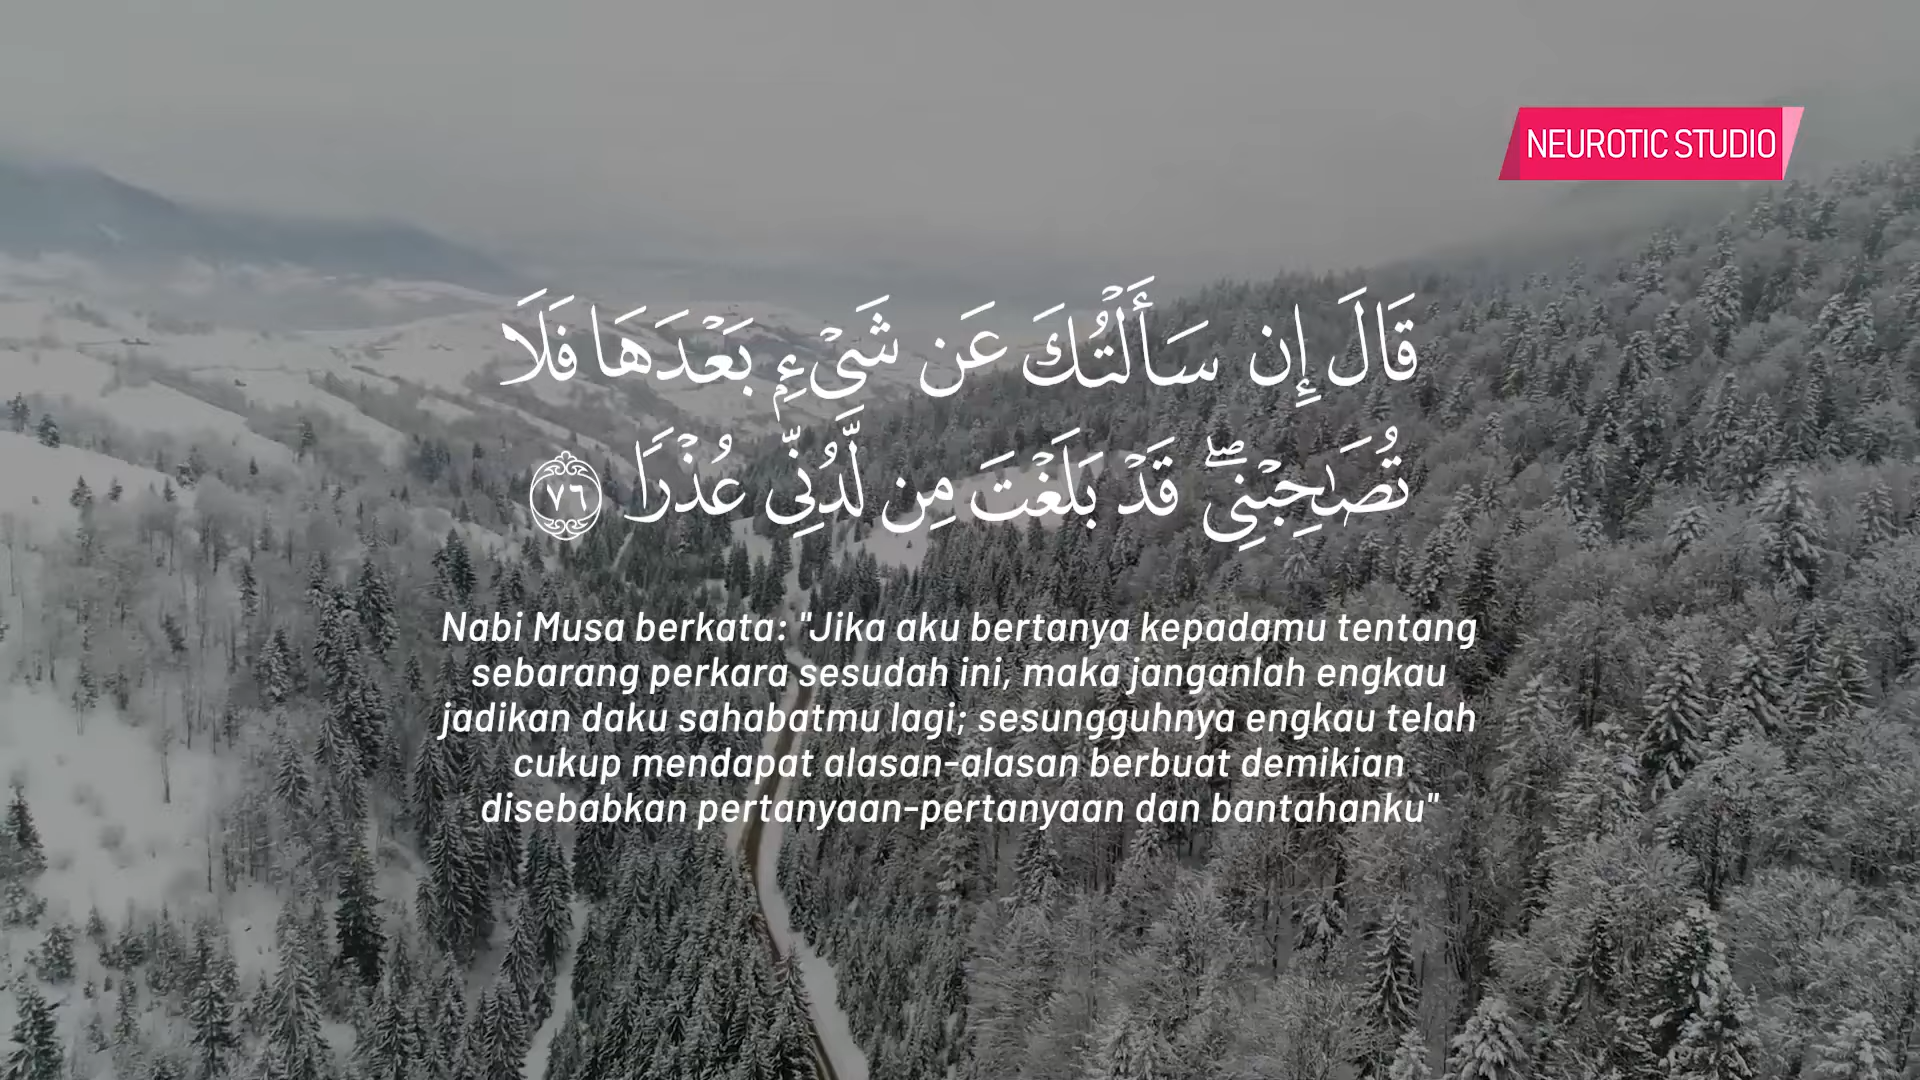 NEUROTIC STUDIO
قَالَ إِن سَأَلْتُكَ عَن شَىْءٍۭ بَعْدَهَا فَلَا
تُصَـٰحِبْنِى ۖ قَدْ بَلَغْتَ مِن لَّدُنِّى عُذْرًا ٧٦
Nabi Musa berkata: "Jika aku bertanya kepadamu tentang
sebarang perkara sesudah ini, maka janganlah engkau
jadikan daku sahabatmu lagi; sesungguhnya engkau telah
cukup mendapat alasan-alasan berbuat demikian
disebabkan pertanyaan-pertanyaan dan bantahanku"